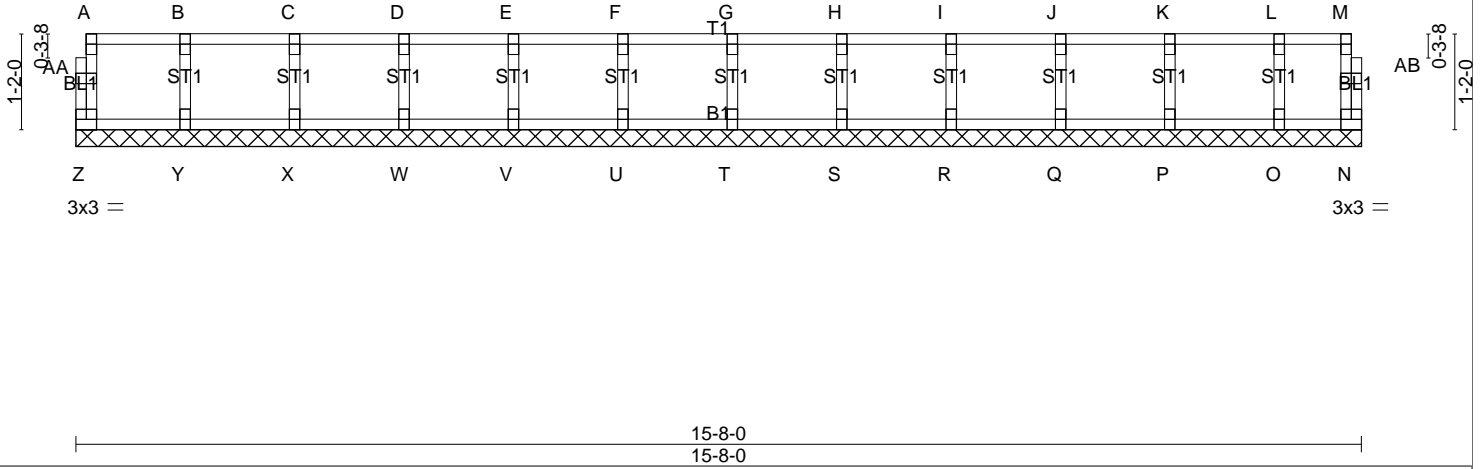 A B C D E F G H I J K L M
T1
0-3-8 0-3-8
1-2-0 1-2-0
AA AB
BL1 ST1 ST1 ST1 ST1 ST1 ST1 ST1 ST1 ST1 ST1 ST1 BL1
B1
Z Y X W V U T S R Q P O N
3x3 = 3x3 =
15-8-0
15-8-0